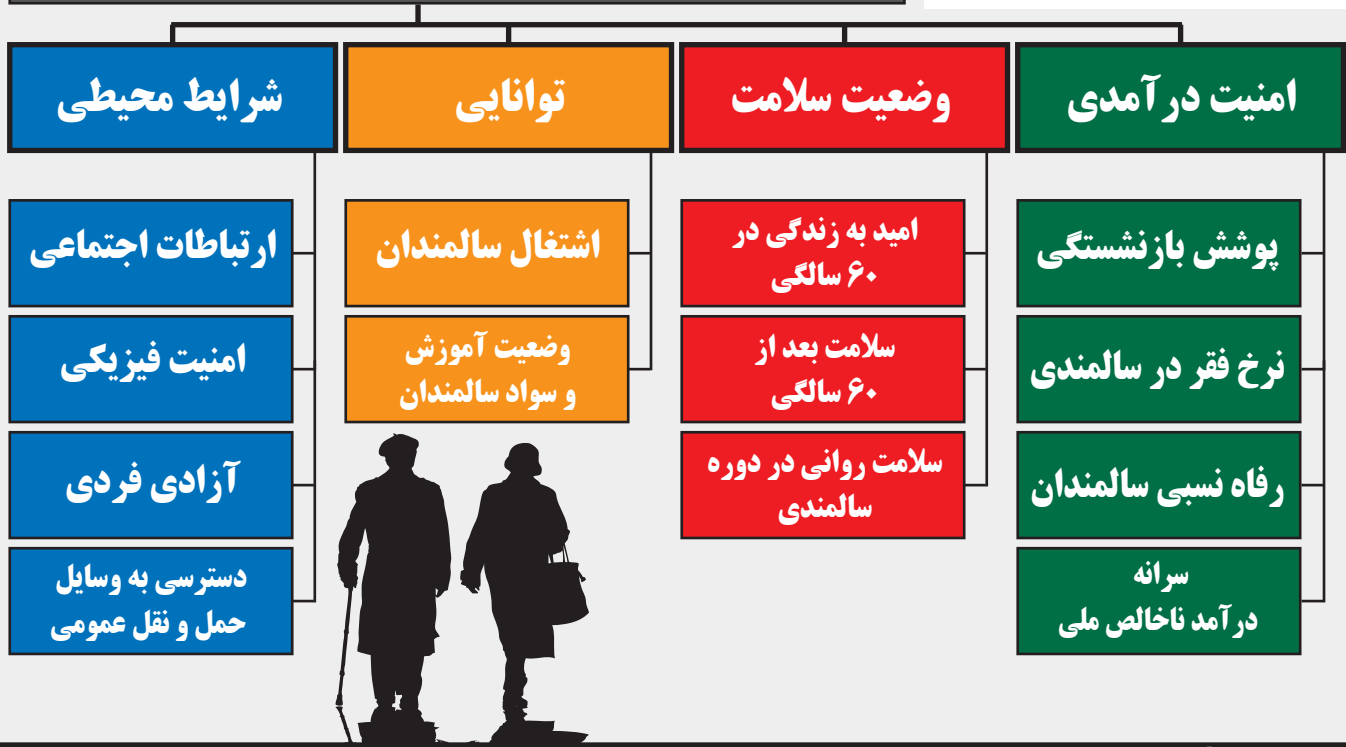 امنیت درآمدی
پوشش بازنشستگی
نرخ فقر در سالمندی
رفاه نسبی سالمندان
سرانه
درآمد ناخالص ملی
وضعیت سلامت
امید به زندگی در
۶۰ سالگی
سلامت بعد از
۶۰ سالگی
سلامت روانی در دوره
سالمندی
توانایی
اشتغال سالمندان
وضعیت آموزش
و سواد سالمندان
شرایط محیطی
ارتباطات اجتماعی
امنیت فیزیکی
آزادی فردی
دسترسی به وسایل
حمل و نقل عمومی